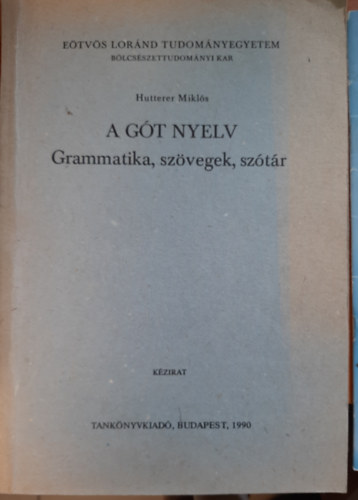 EÖTVÖS LORÁND TUDOMÁNYEGYETEM
BÖLCSÉSZETTUDOMÁNYI KAR
Hutterer Miklós
A GÓT NYELV
Grammatika, szövegek, szótár
KÉZIRAT
TANKÖNYVKIADÓ, BUDAPEST, 1990